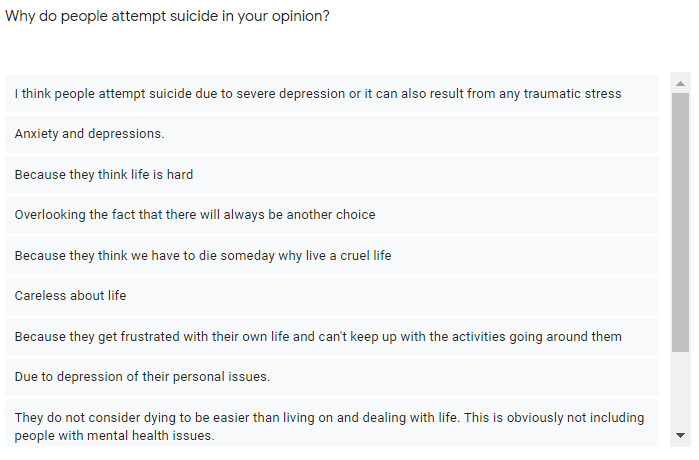 Why do people attempt suicide in your opinion?
I think people attempt suicide due to severe depression or it can also result from any traumatic stress
Anxiety and depressions.
Because they think life is hard
Overlooking the fact that there will always be another choice
Because they think we have to die someday why live a cruel life
Careless about life
Because they get frustrated with their own life and can't keep up with the activities going around them
Due to depression of their personal issues.
They do not consider dying to be easier than living on and dealing with life. This is obviously not including
people with mental health issues.